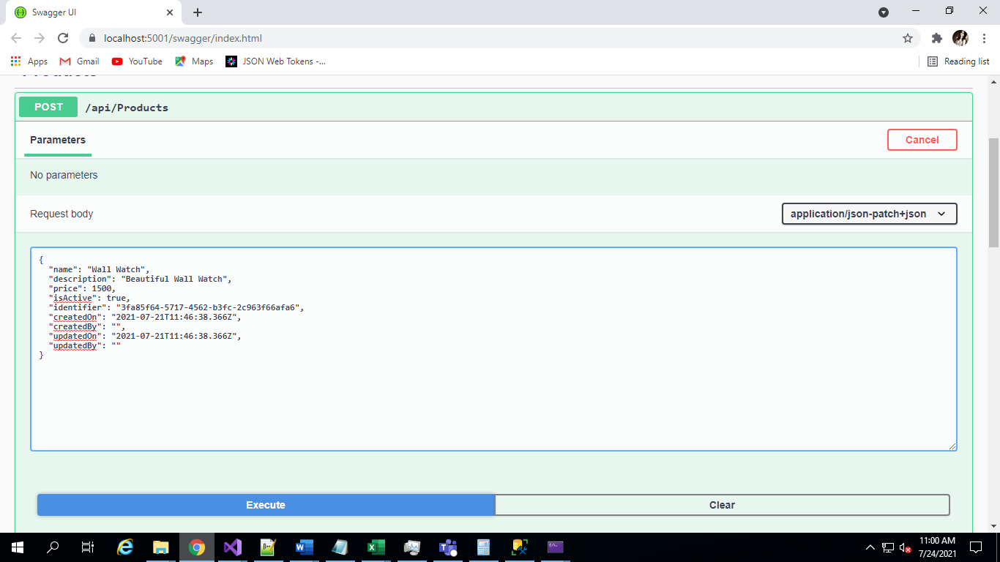 Swagger UI
localhost:5001/swagger/index.html
Apps Gmail YouTube Maps JSON Web Tokens -... Reading list
Products
POST /api/Products
Parameters Cancel
No parameters
Request body application/json-patch+json
{
"name": "Wall Watch",
"description": "Beautiful Wall Watch",
"price": 1500,
"isActive": true,
"identifier": "3fa85f64-5717-4562-b3fc-2c963f66afa6",
"createdOn": "2021-07-21T11:46:38.366Z",
"createdBy": "",
"updatedOn": "2021-07-21T11:46:38.366Z",
"updatedBy": ""
}
Execute Clear
11:00 AM
7/24/2021